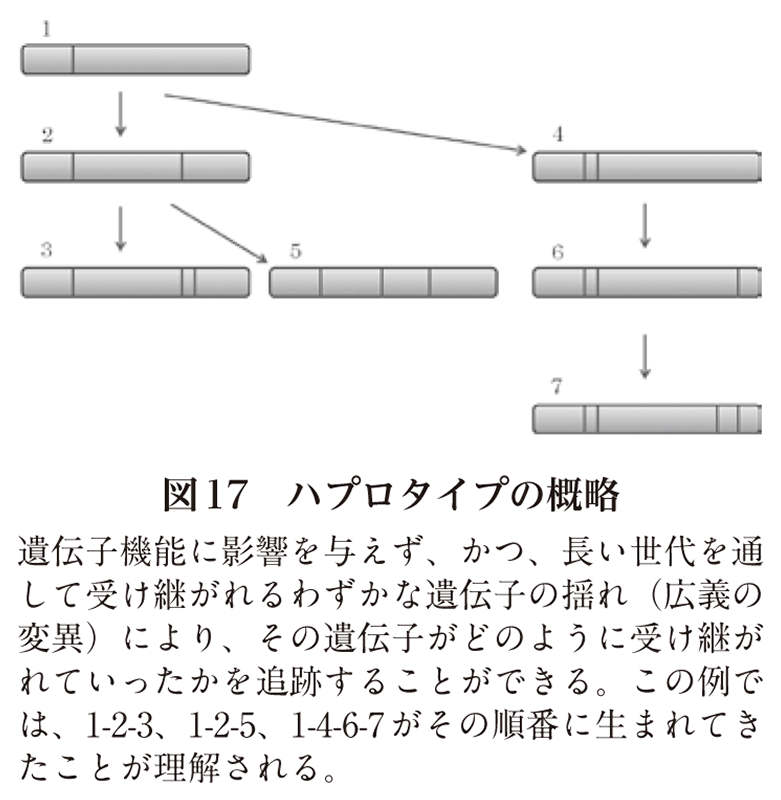 1
2
4
3
5
6
7
図17　ハプロタイプの概略
遺伝子機能に影響を与えず、かつ、長い世代を通
して受け継がれるわずかな遺伝子の揺れ（広義の
変異）により、その遺伝子がどのように受け継が
れていったかを追跡することができる。この例で
は、1-2-3、1-2-5、1-4-6-7がその順番に生まれてき
たことが理解される。